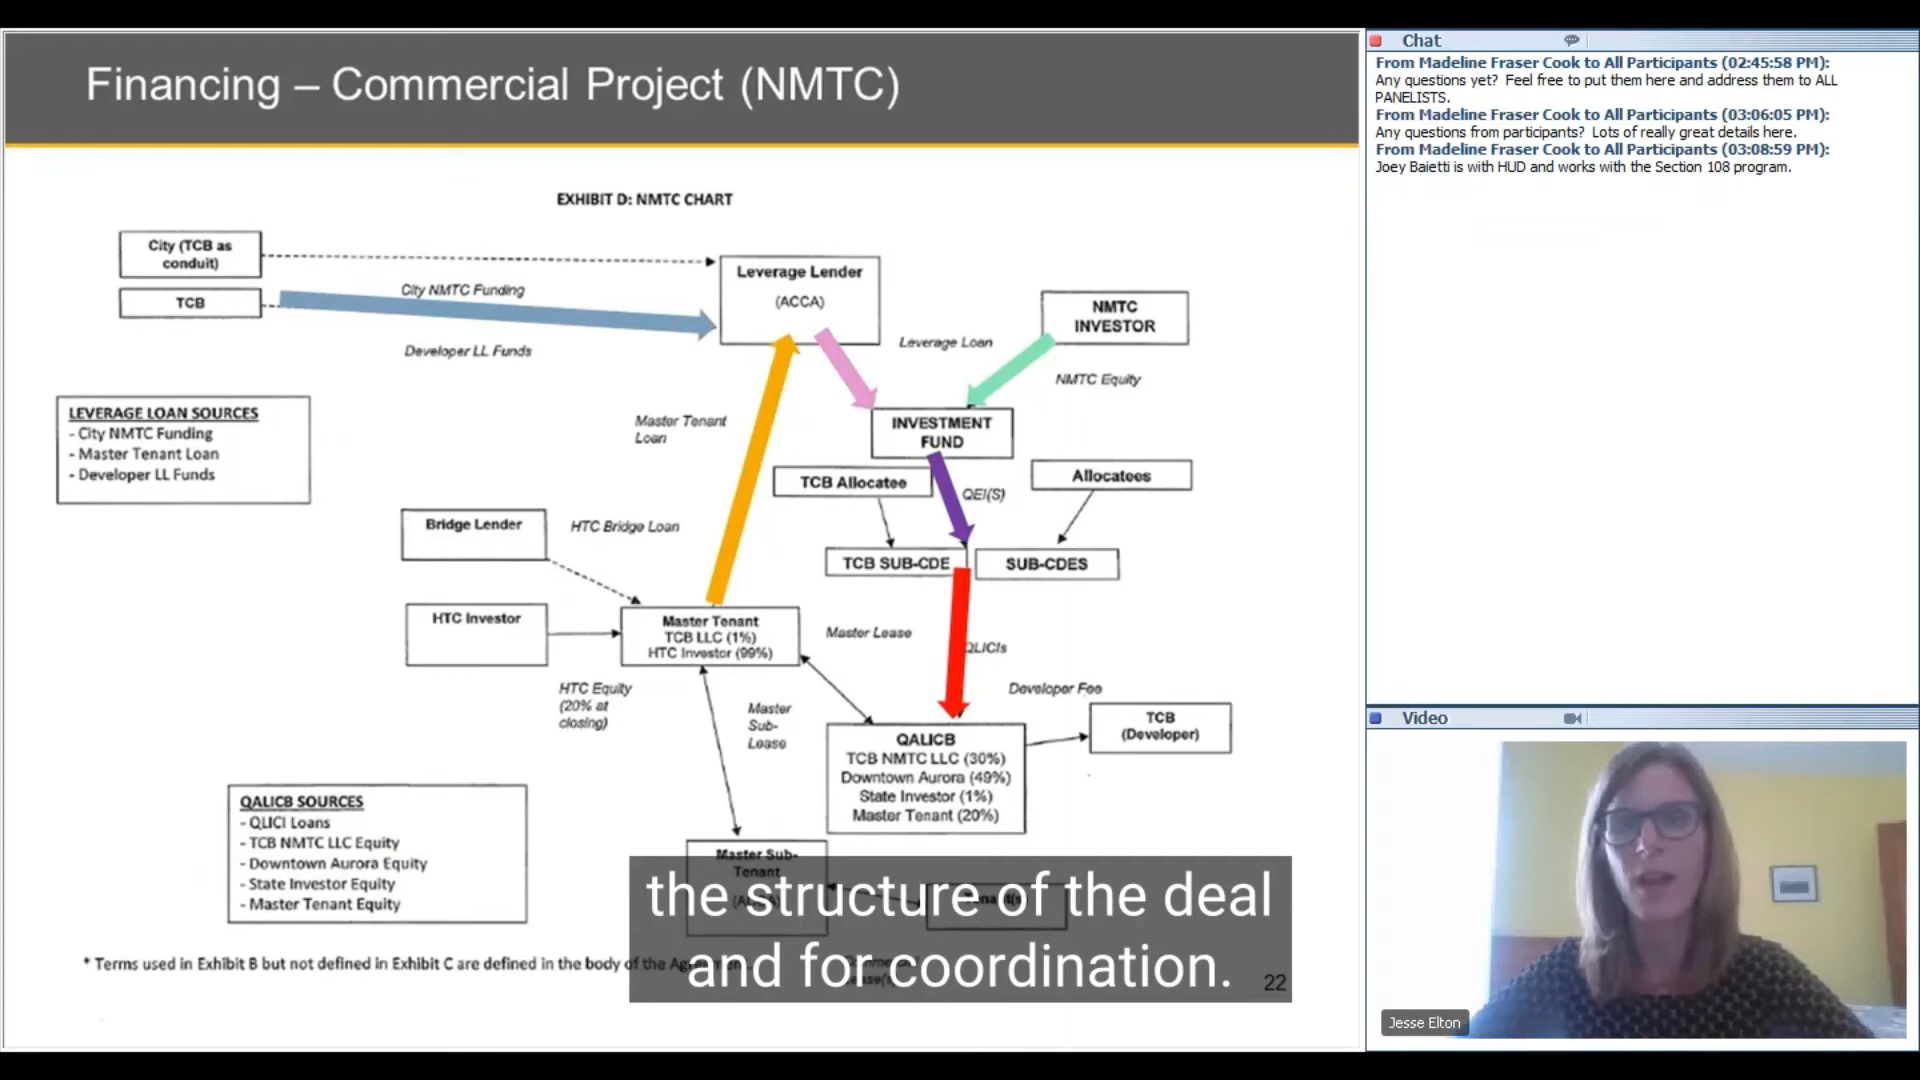 Financing – Commercial Project (NMTC)
EXHIBIT D: NMTC CHART
City (TCB as
conduit)
TCB
City NMTC Funding
Developer LL Funds
Leverage Lender
(ACCA)
NMTC
INVESTOR
Leverage Loan
NMTC Equity
LEVERAGE LOAN SOURCES
- City NMTC Funding
- Master Tenant Loan
- Developer LL Funds
Master Tenant
Loan
INVESTMENT
FUND
TCB Allocatee
QEI(S)
Allocatees
Bridge Lender
HTC Bridge Loan
TCB SUB-CDE
SUB-CDES
HTC Investor
Master Tenant
TCB LLC (1%)
HTC Investor (99%)
Master Lease
QLICIs
HTC Equity
(20% at
closing)
Master
Sub-
Lease
Developer Fee
TCB
(Developer)
QALICB
TCB NMTC LLC (30%)
Downtown Aurora (49%)
State Investor (1%)
Master Tenant (20%)
QALICB SOURCES
- QLICI Loans
- TCB NMTC LLC Equity
- Downtown Aurora Equity
- State Investor Equity
- Master Tenant Equity
Master Sub-
Tenant
the structure of the deal
and for coordination.
* Terms used in Exhibit B but not defined in Exhibit C are defined in the body of the
22
Chat
From Madeline Fraser Cook to All Participants (02:45:58 PM):
Any questions yet? Feel free to put them here and address them to ALL
PANELISTS.
From Madeline Fraser Cook to All Participants (03:06:05 PM):
Any questions from participants? Lots of really great details here.
From Madeline Fraser Cook to All Participants (03:08:59 PM):
Joey Baietti is with HUD and works with the Section 108 program.
Video
Jesse Elton